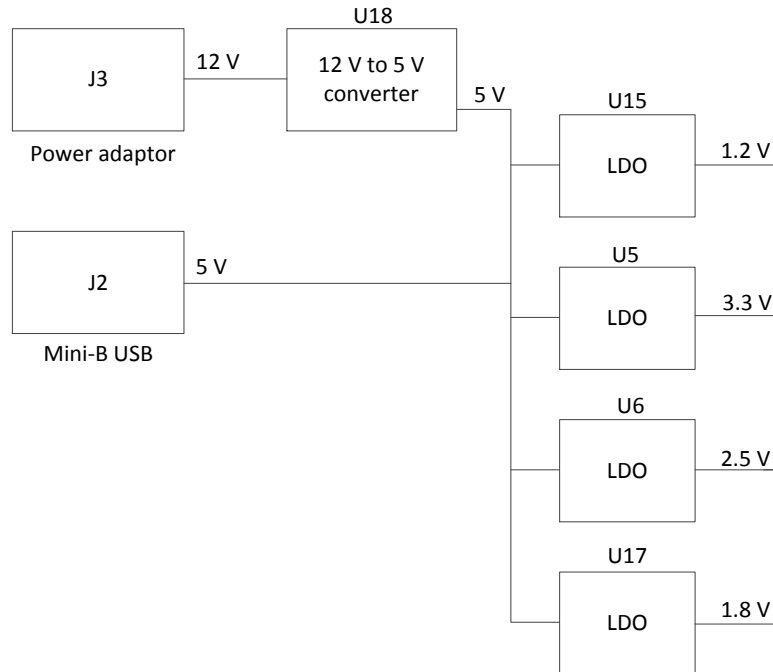 U18
J3
12 V
12 V to 5 V
converter
5 V
Power adaptor
U15
LDO
1.2 V
J2
5 V
Mini-B USB
U5
LDO
3.3 V
U6
LDO
2.5 V
U17
LDO
1.8 V